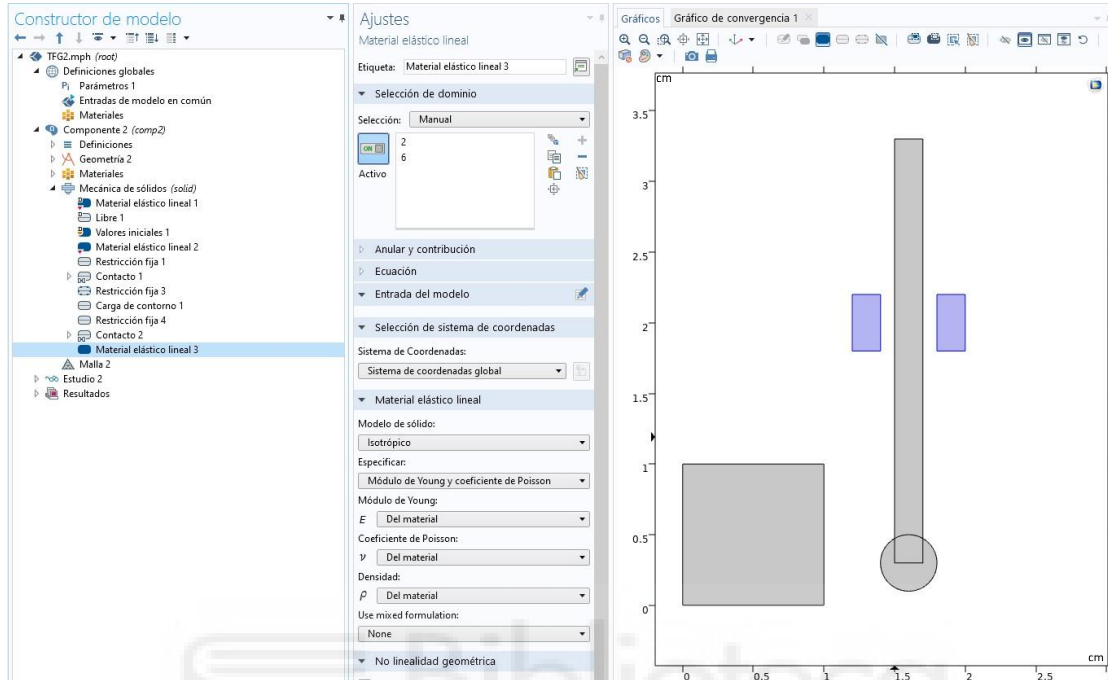 Constructor de modelo
TFG2.mph (root)
Definiciones globales
Pi Parámetros 1
Entradas de modelo en común
Materiales
Componente 2 (comp2)
Definiciones
Geometría 2
Materiales
Mecánica de sólidos (solid)
Material elástico lineal 1
Libre 1
Valores iniciales 1
Material elástico lineal 2
Restricción fija 1
Contacto 1
Restricción fija 3
Carga de contorno 1
Restricción fija 4
Contacto 2
Material elástico lineal 3
Malla 2
Estudio 2
Resultados
Ajustes
Material elástico lineal
Etiqueta: Material elástico lineal 3
Selección de dominio
Selección: Manual
ON
Activo
2
6
Anular y contribución
Ecuación
Entrada del modelo
Selección de sistema de coordenadas
Sistema de Coordenadas:
Sistema de coordenadas global
Material elástico lineal
Modelo de sólido:
Isotrópico
Especificar:
Módulo de Young y coeficiente de Poisson
Módulo de Young:
E Del material
Coeficiente de Poisson:
ν Del material
Densidad:
ρ Del material
Use mixed formulation:
None
No linealidad geométrica
Gráficos Gráfico de convergencia 1
cm
3.5
3
2.5
2
1.5
1
0.5
0
cm
0 0.5 1 1.5 2 2.5